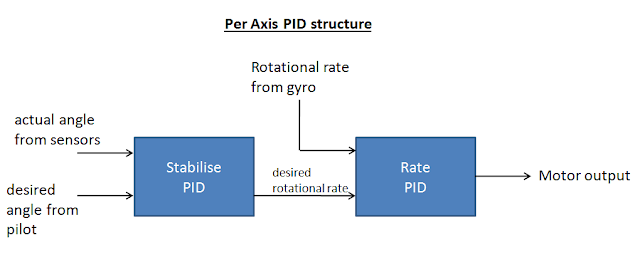 Per Axis PID structure
Rotational rate
from gyro
actual angle
from sensors
Stabilise
PID
desired
rotational rate
Rate
PID
Motor output
desired
angle from
pilot